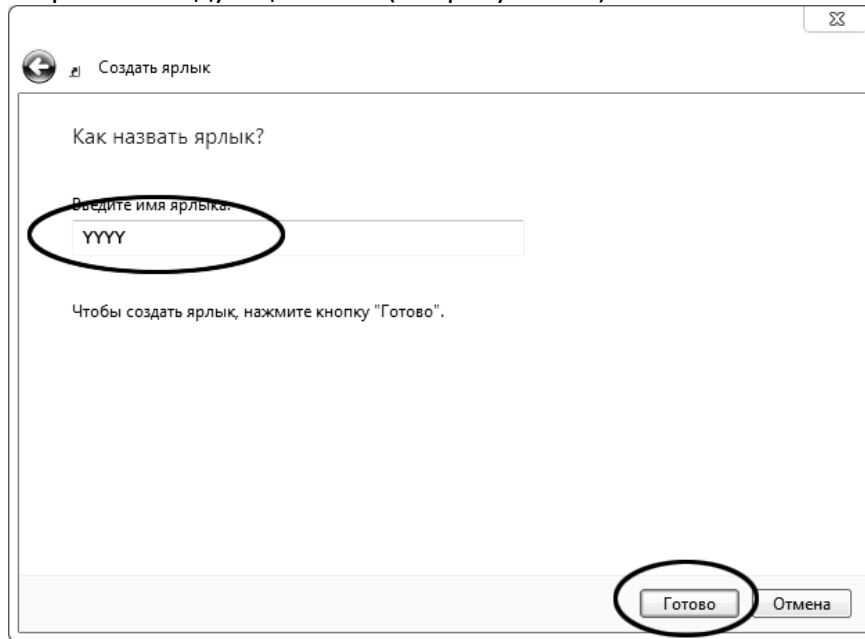 Создать ярлык
Как назвать ярлык?
Введите имя ярлыка:
YYYY
Чтобы создать ярлык, нажмите кнопку "Готово".
Готово Отмена